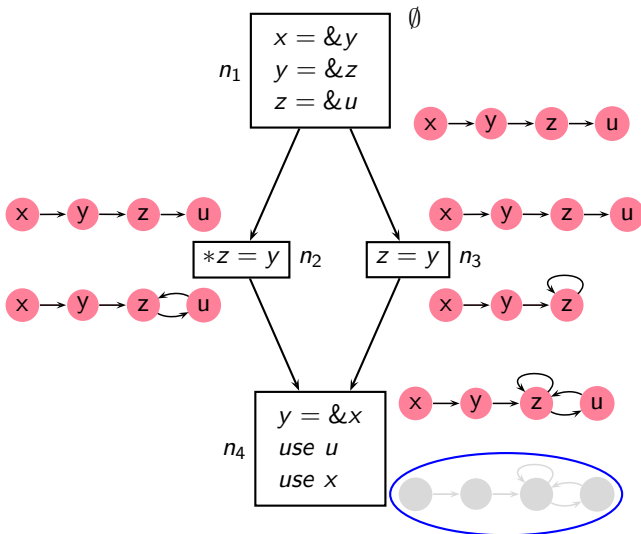 ∅
x = &y
n₁
y = &z
z = &u
x y z u
x y z u
x y z u
*z = y n₂
z = y n₃
x y z u
x y z
x y z u
y = &x
n₄
use u
use x